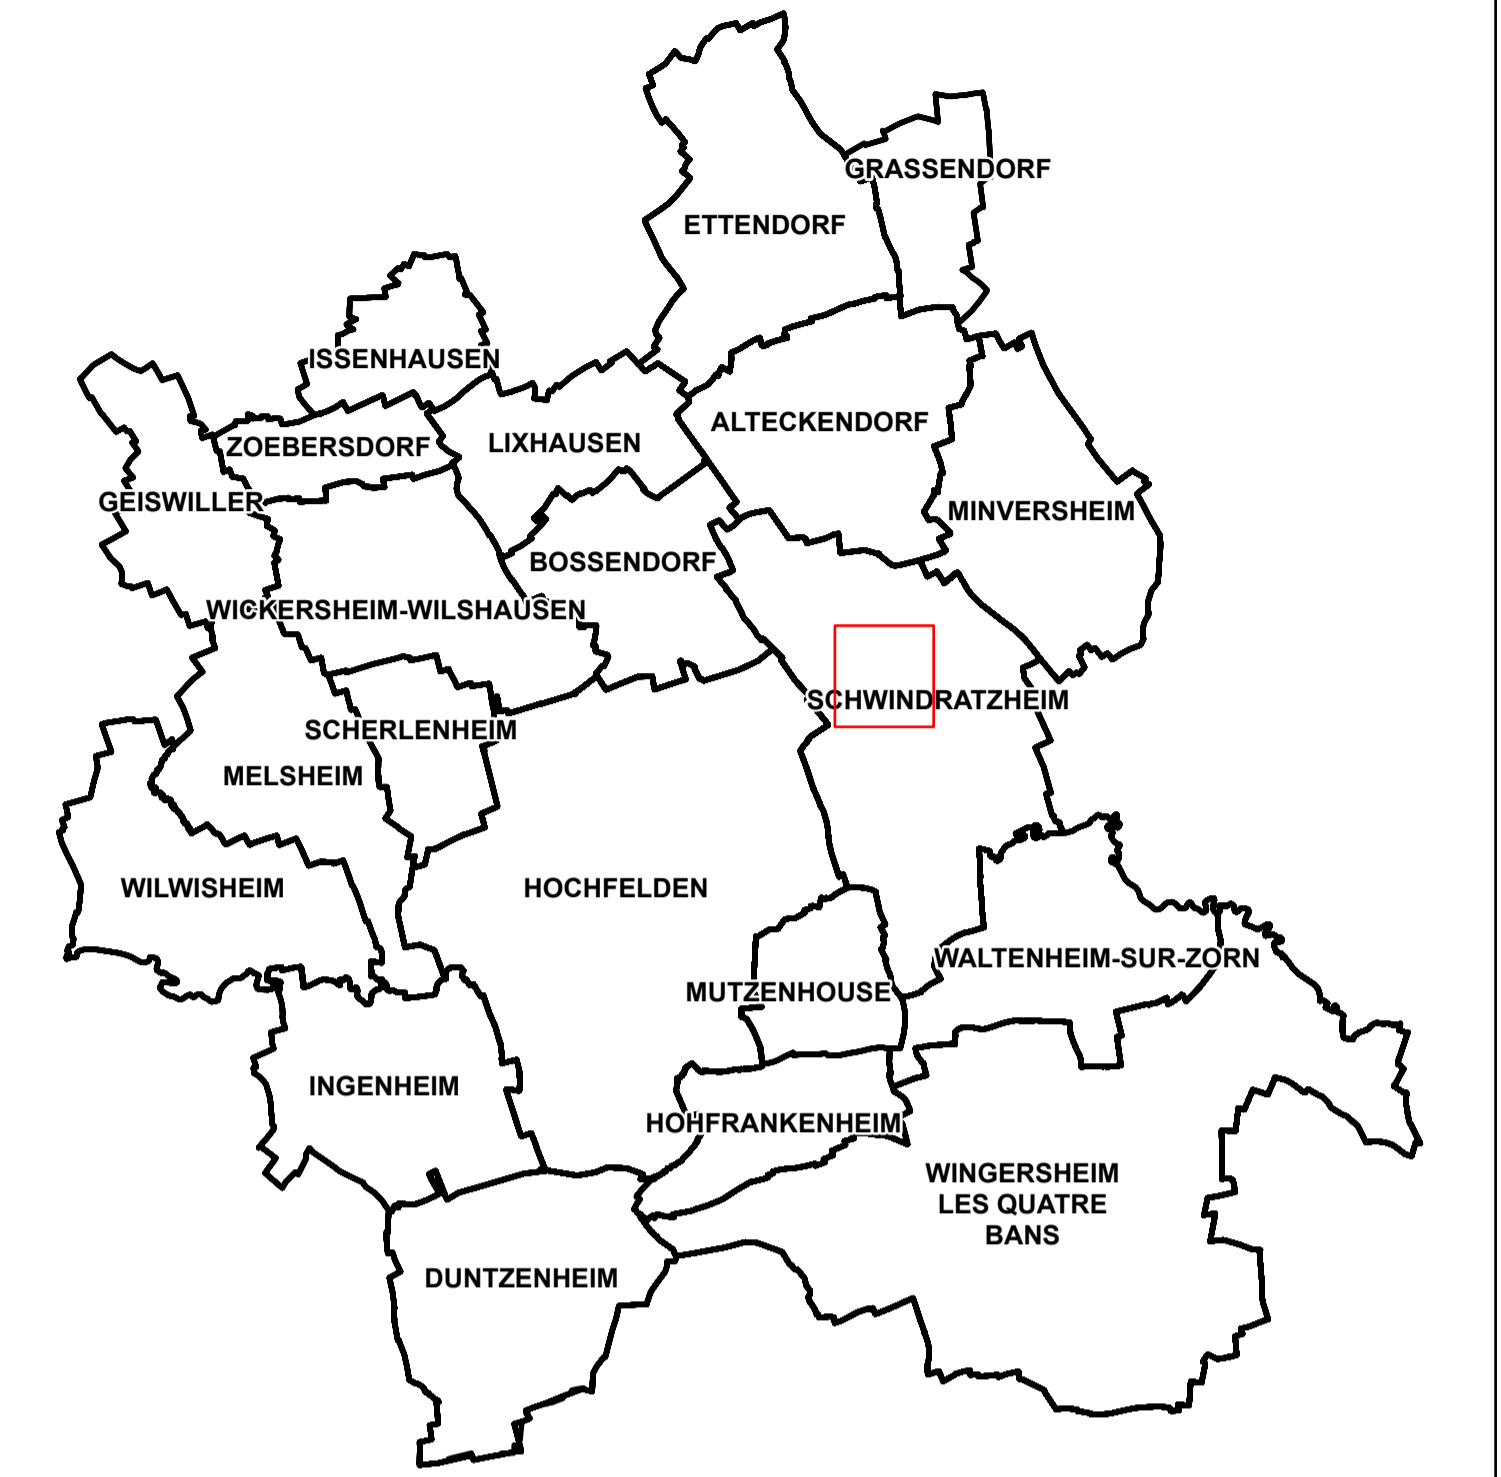 GRASSENDORF
ETTENDORF
ISSENHAUSEN
ALTECKENDORF
ZOEBERSDORF
LIXHAUSEN
GEISWILLER
MINVERSHEIM
BOSSENDORF
WICKERSHEIM-WILSHAUSEN
SCHWINDRATZHEIM
SCHERLENHEIM
MELSHEIM
WILWISHEIM
HOCHFELDEN
WALTENHEIM-SUR-ZORN
MUTZENHOUSE
INGENHEIM
HOHFRANKENHEIM
WINGERSHEIM
LES QUATRE
BANS
DUNTZENHEIM